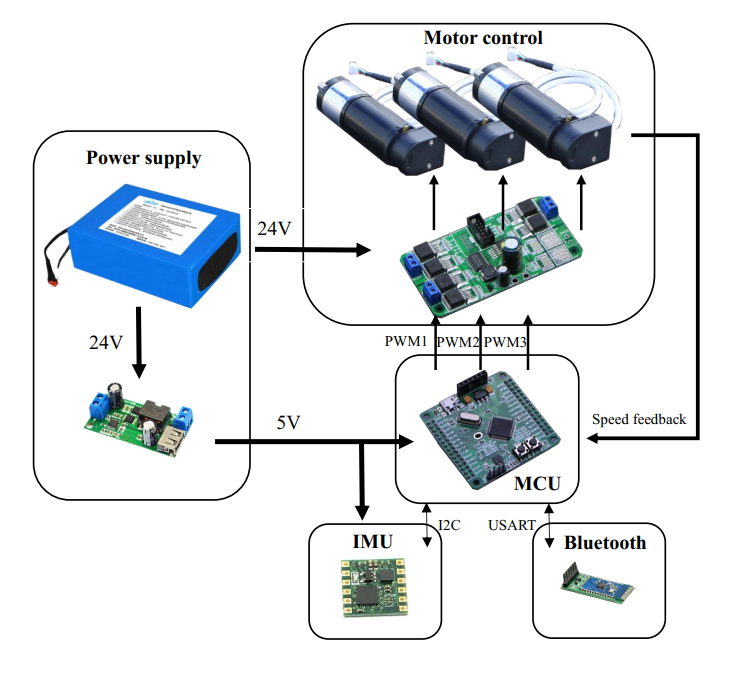 Motor control
Power supply
24V
24V
PWM1
PWM2
PWM3
5V
Speed feedback
MCU
I2C
USART
IMU
Bluetooth